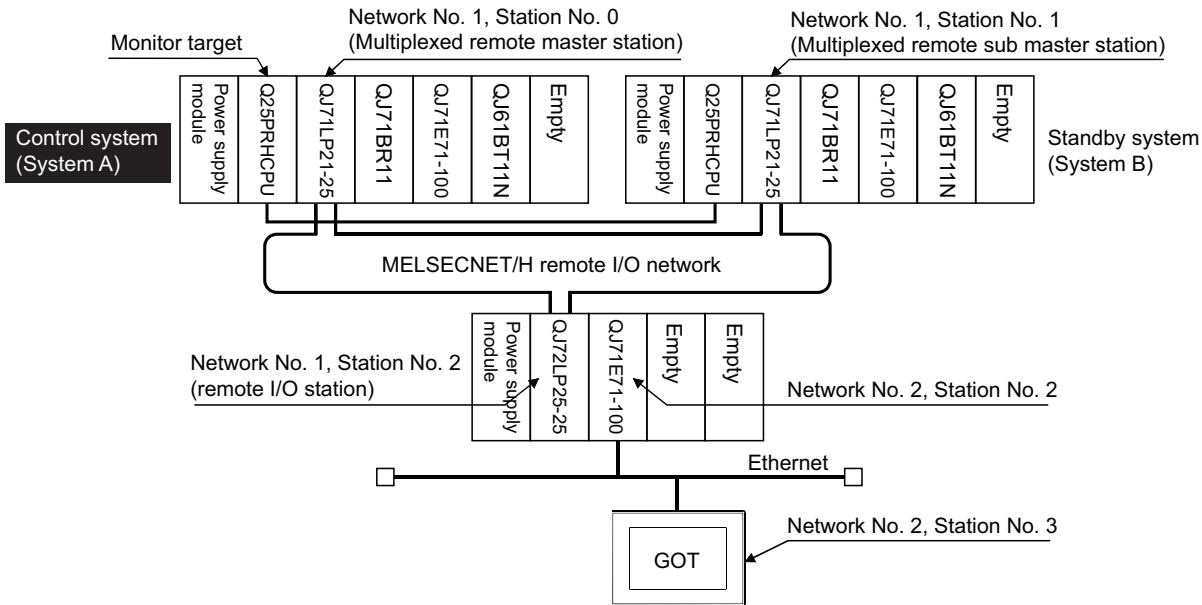 Network No. 1, Station No. 0
(Multiplexed remote master station)
Network No. 1, Station No. 1
(Multiplexed remote sub master station)
Monitor target
Control system
(System A)
Power supply
module
Q25PRHCPU
QJ71LP21-25
QJ71BR11
QJ71E71-100
QJ61BT11N
Empty
Power supply
module
Q25PRHCPU
QJ71LP21-25
QJ71BR11
QJ71E71-100
QJ61BT11N
Empty
Standby system
(System B)
MELSECNET/H remote I/O network
Network No. 1, Station No. 2
(remote I/O station)
Power supply
module
QJ72LP25-25
QJ71E71-100
Empty
Empty
Network No. 2, Station No. 2
Ethernet
GOT
Network No. 2, Station No. 3